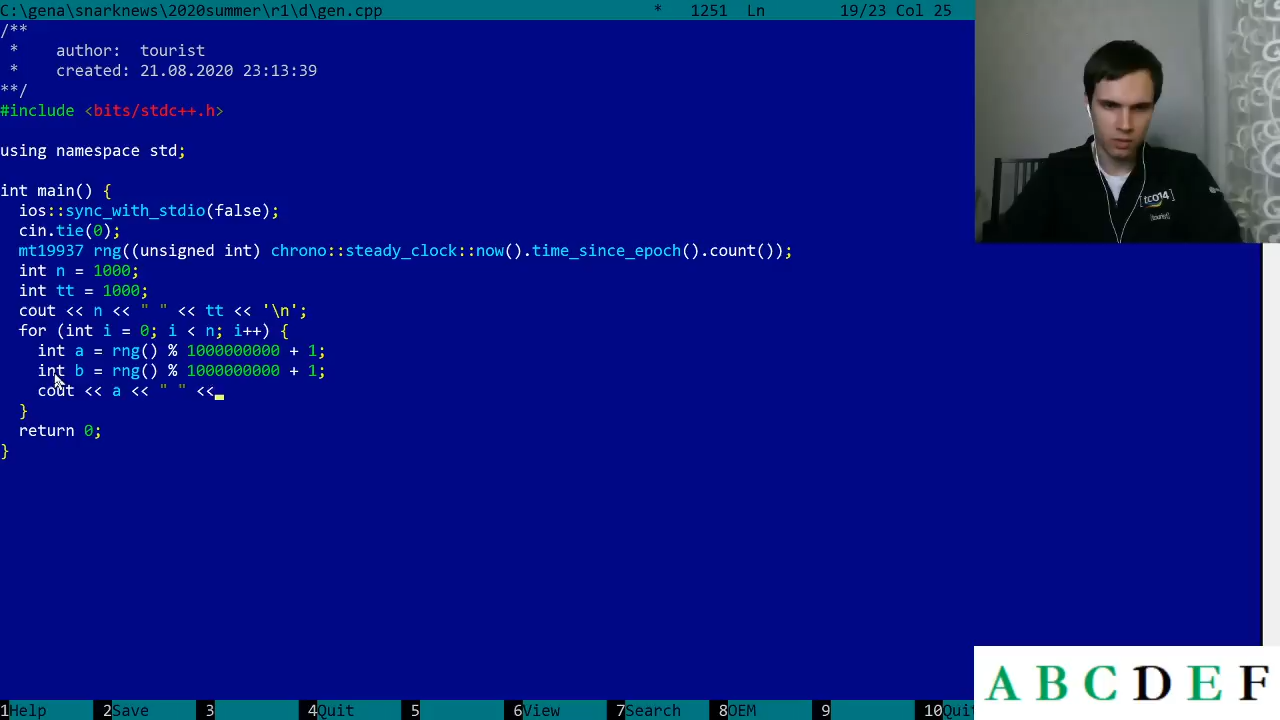 C:\gena\snarknews\2020summer\r1\d\gen.cpp * 1251 Ln 19/23 Col 25
/**
 *    author:  tourist
 *    created: 21.08.2020 23:13:39
**/
#include <bits/stdc++.h>
using namespace std;
int main() {
  ios::sync_with_stdio(false);
  cin.tie(0);
  mt19937 rng((unsigned int) chrono::steady_clock::now().time_since_epoch().count());
  int n = 1000;
  int tt = 1000;
  cout << n << " " << tt << '\n';
  for (int i = 0; i < n; i++) {
    int a = rng() % 1000000000 + 1;
    int b = rng() % 1000000000 + 1;
    cout << a << " " <<
  }
  return 0;
}
tco14
[tourist]
A B C D E F
1Help 2Save 3 4Quit 5 6View 7Search 8OEM 9 10Quit